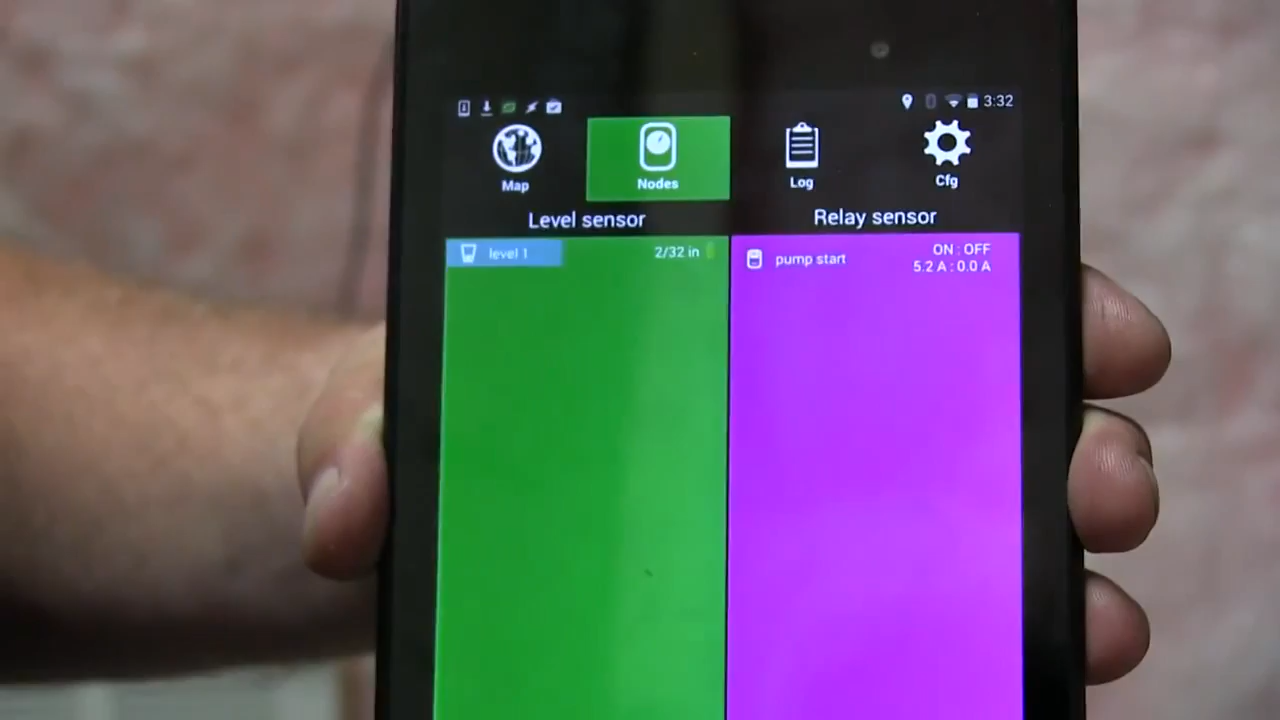 3:32
Map
Nodes
Log
Cfg
Level sensor
Relay sensor
level 1
2/32 in
pump start
ON : OFF
5.2 A : 0.0 A